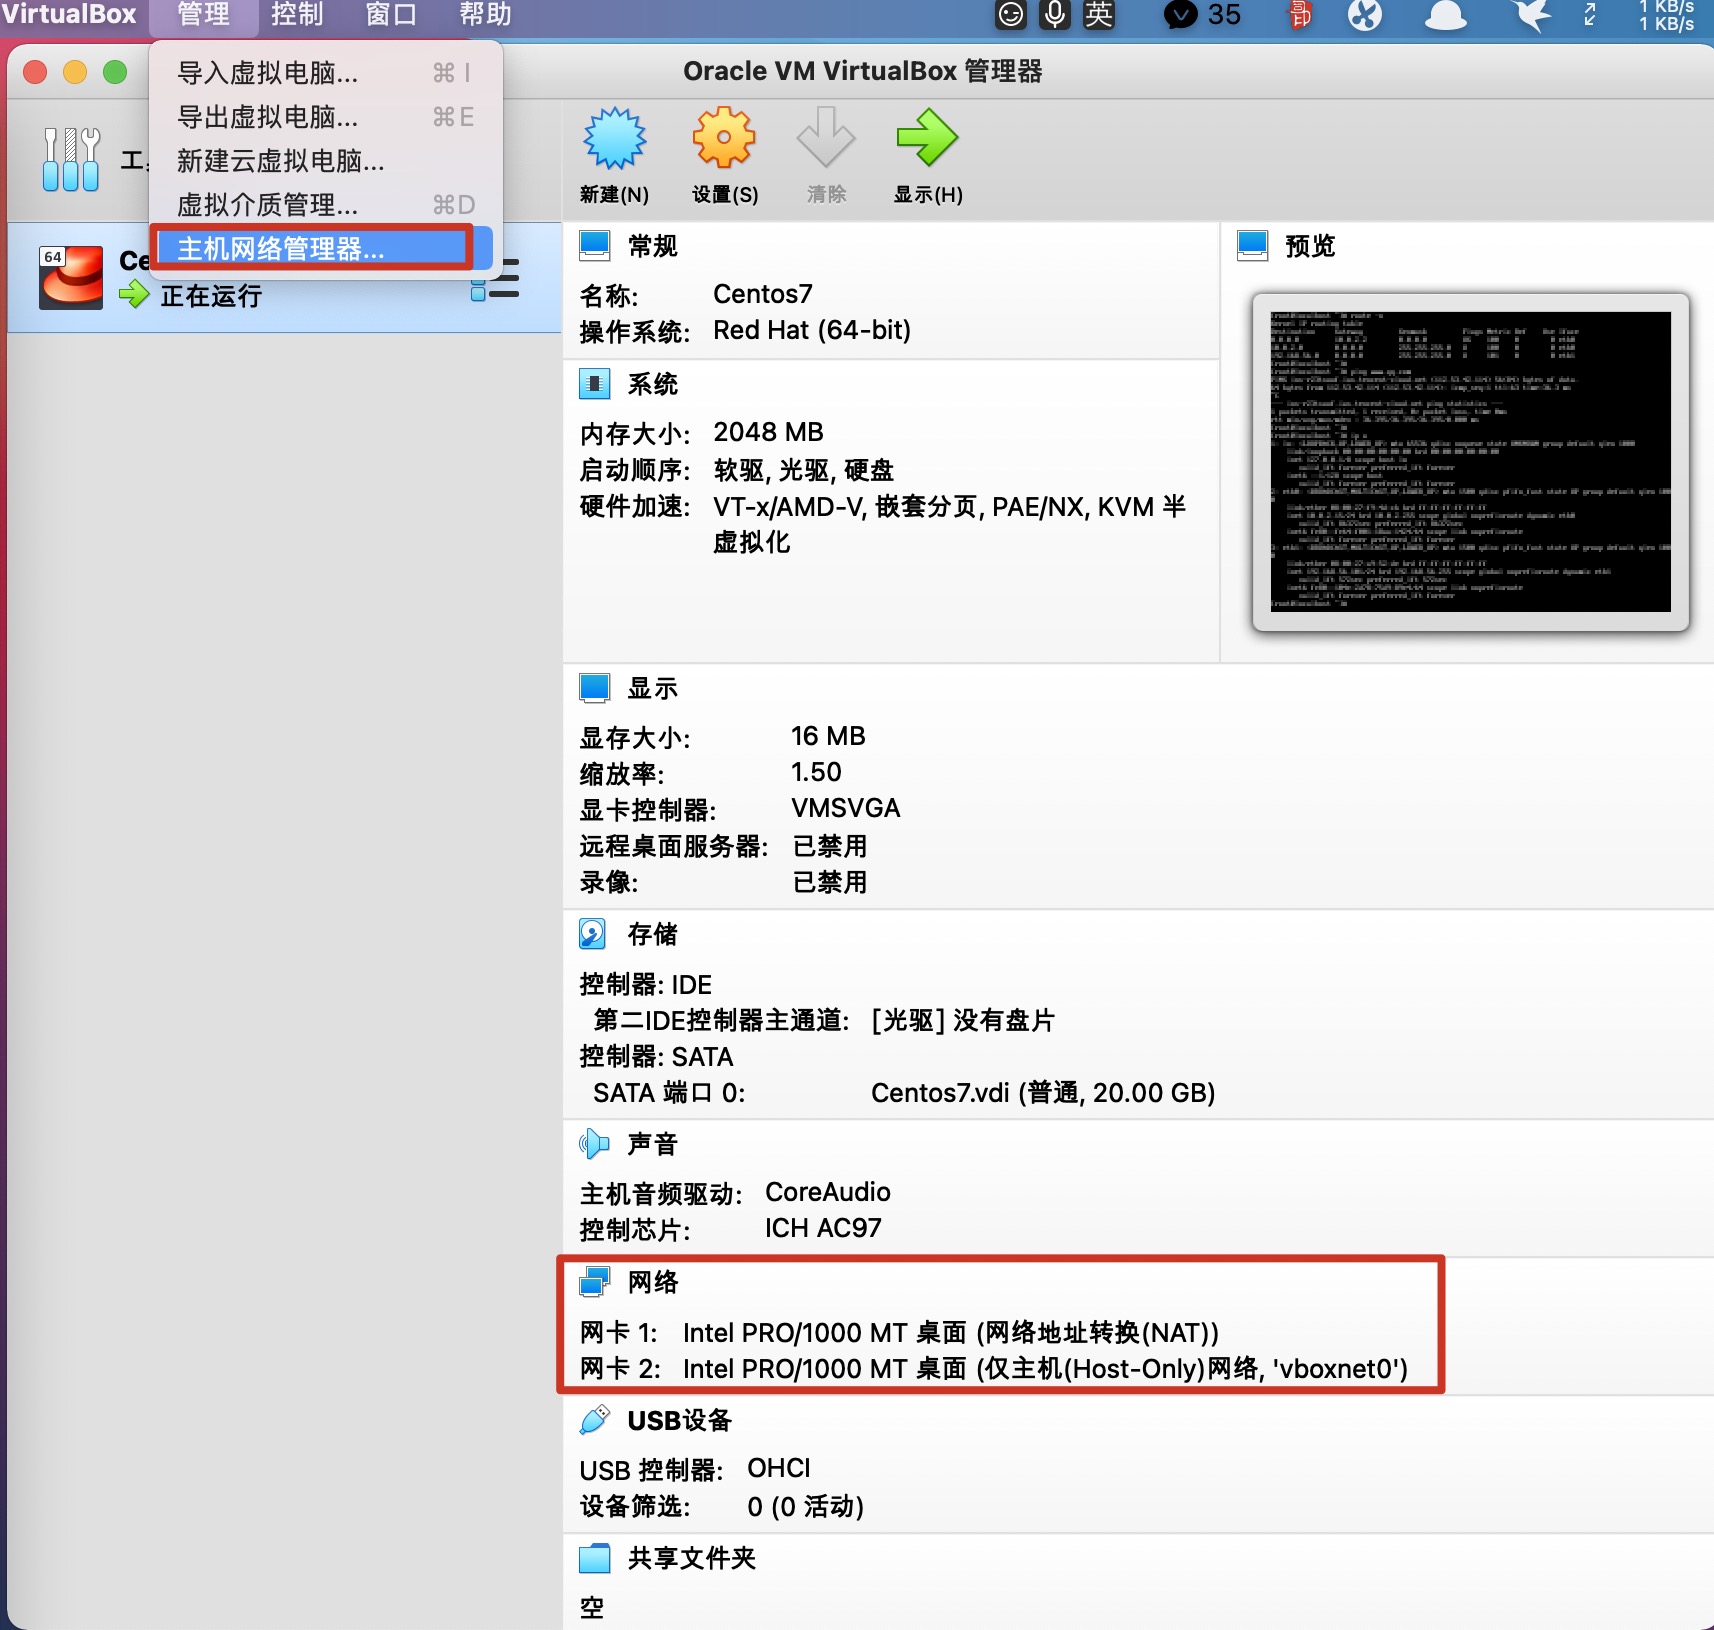 VirtualBox 管理 控制 窗口 帮助 英 35 1 KB/s
1 KB/s
导入虚拟电脑... ⌘ I
导出虚拟电脑... ⌘E
新建云虚拟电脑...
虚拟介质管理... ⌘D
主机网络管理器...
Oracle VM VirtualBox 管理器
新建(N) 设置(S) 清除 显示(H)
64
正在运行
常规
名称: Centos7
操作系统: Red Hat (64-bit)
系统
内存大小: 2048 MB
启动顺序: 软驱, 光驱, 硬盘
硬件加速: VT-x/AMD-V, 嵌套分页, PAE/NX, KVM 半
虚拟化
预览
显示
显存大小: 16 MB
缩放率: 1.50
显卡控制器: VMSVGA
远程桌面服务器: 已禁用
录像: 已禁用
存储
控制器: IDE
第二IDE控制器主通道: [光驱] 没有盘片
控制器: SATA
SATA 端口 0: Centos7.vdi (普通, 20.00 GB)
声音
主机音频驱动: CoreAudio
控制芯片: ICH AC97
网络
网卡 1: Intel PRO/1000 MT 桌面 (网络地址转换(NAT))
网卡 2: Intel PRO/1000 MT 桌面 (仅主机(Host-Only)网络, 'vboxnet0')
USB设备
USB 控制器: OHCI
设备筛选: 0 (0 活动)
共享文件夹
空